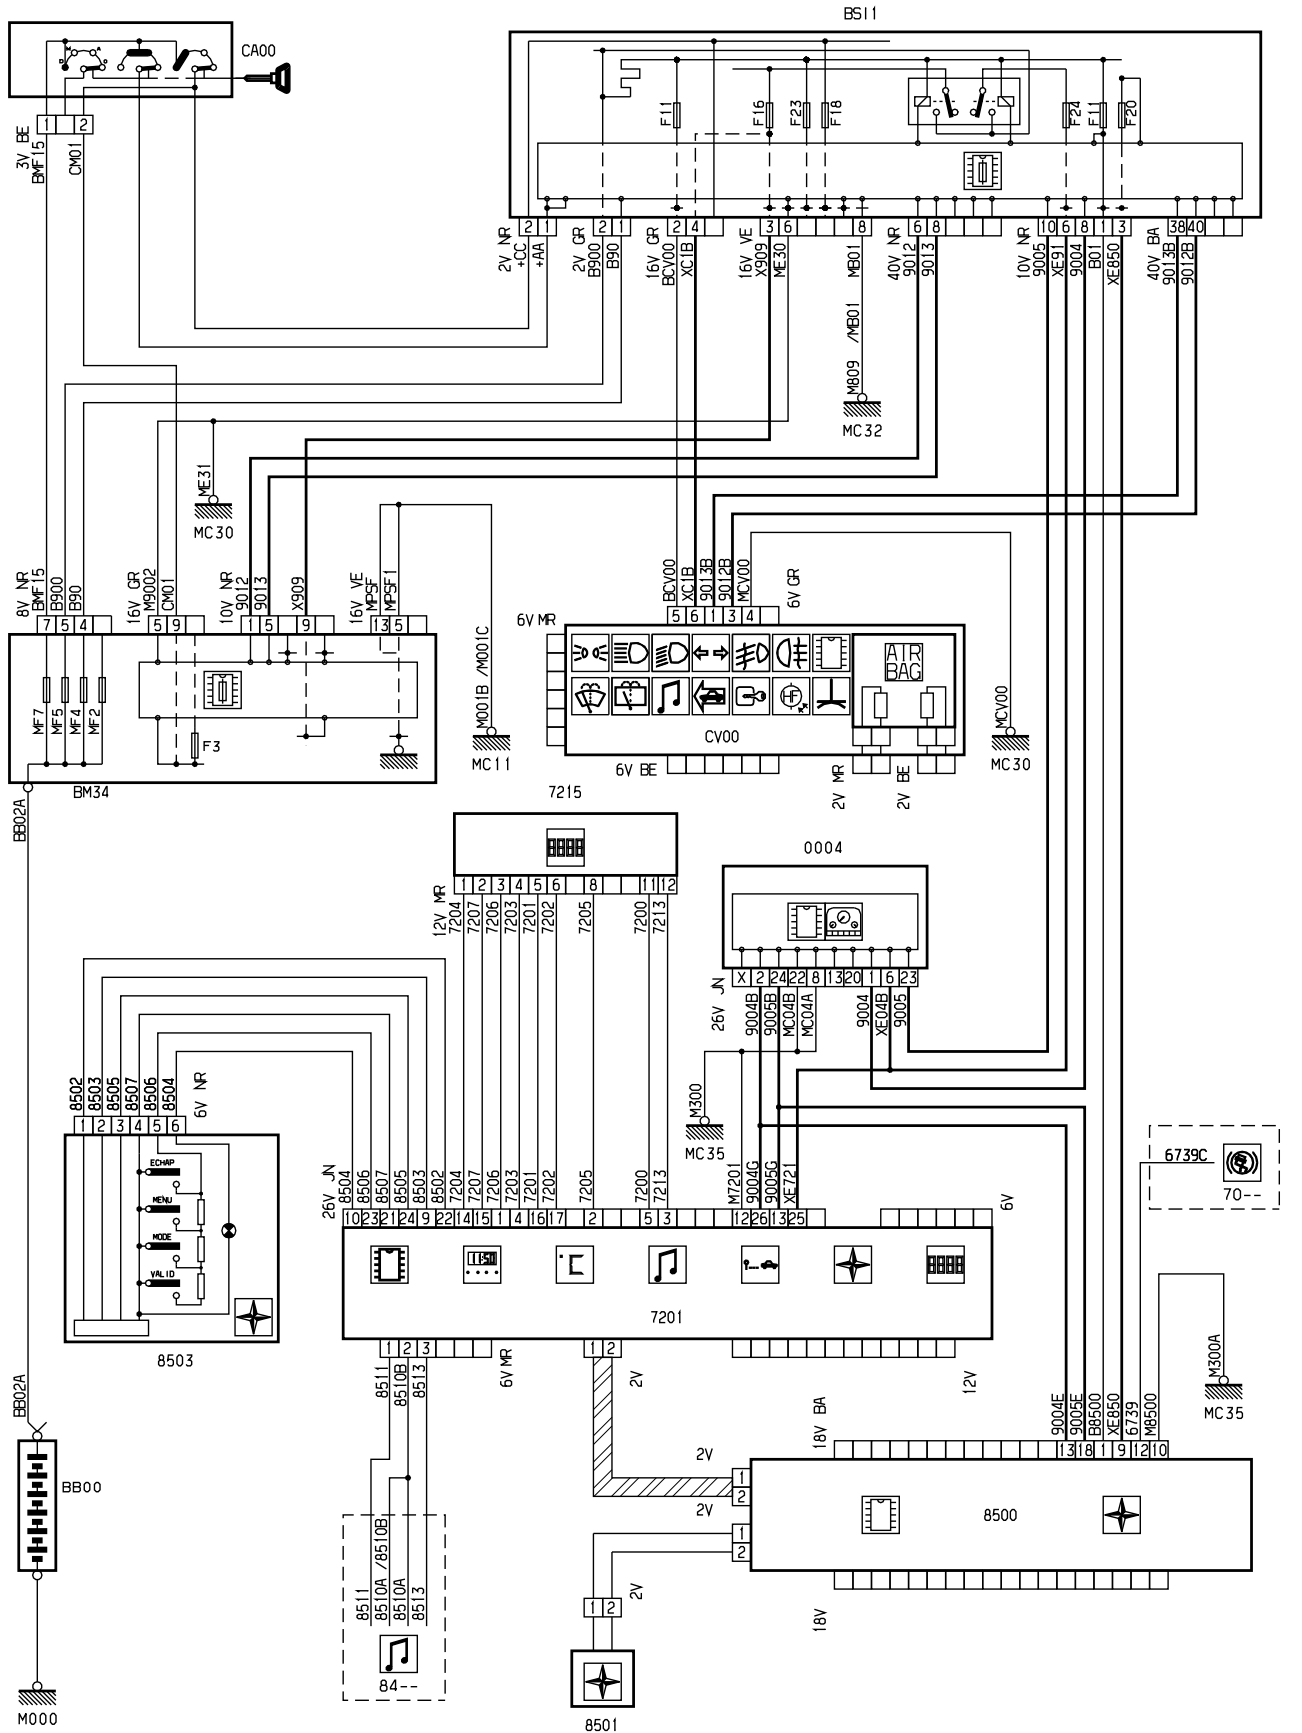 BSI1
CA00
M
A
D
1 2
3V BE
BMF15
CM01
F11
F16
F23
F18
F24
F11
F20
2 1
2 1
2 4
3 6 8
6 8
10 6 8 1 3
38 40
2V NR
+CC
+AA
2V GR
B900
B90
16V GR
BCV00
XC1B
16V VE
X909
ME30
MB01
40V NR
9012
9013
10V NR
9005
XE91
9004
B01
XE850
40V BA
9013B
9012B
M809 /MB01
MC32
ME31
MC30
8V NR
BMF15
B900
B90
16V GR
M9002
CM01
10V NR
9012
9013
X909
16V VE
MPSF
MPSF1
7 5 4
5 9
1 5 9
13 5
MF7
MF5
MF4
MF2
F3
BM34
M001B /M001C
MC11
BCV00
XC1B
9013B
9012B
MCV00
6V GR
6V MR
5 6 1 3 4
AIR
BAG
HF
CV00
6V BE
2V MR
2V BE
MCV00
MC30
BB02A
7215
12V MR
1 2 3 4 5 6 8 11 12
7204
7207
7206
7203
7201
7202
7205
7200
7213
0004
26V JN
X 2 24 22 8 13 20 1 6 23
9004B
9005B
MC04B
MC04A
9004
XE04B
9005
M300
MC35
8502
8503
8505
8507
8506
8504
6V NR
1 2 3 4 5 6
ECHAP
MENU
MODE
VALID
8503
26V JN
8504
8506
8507
8505
8503
8502
7204
7207
7206
7203
7201
7202
7205
7200
7213
M7201
9004G
9005G
XE721
6V
10 23 21 24 9 22 14 15 1 4 16 17 2 5 3 12 26 13 25
11:50
°C
7201
6739C
70--
1 2 3
1 2
8511
8510B
8513
6V MR
2V
12V
M300A
MC35
BB02A
BB00
M000
18V BA
9004E
9005E
B8500
XE850
6739
M8500
13 18 1 9 12 10
2V
1
2
2V
1
2
8500
18V
8511
8510A /8510B
8510A
8513
84--
2V
1 2
8501